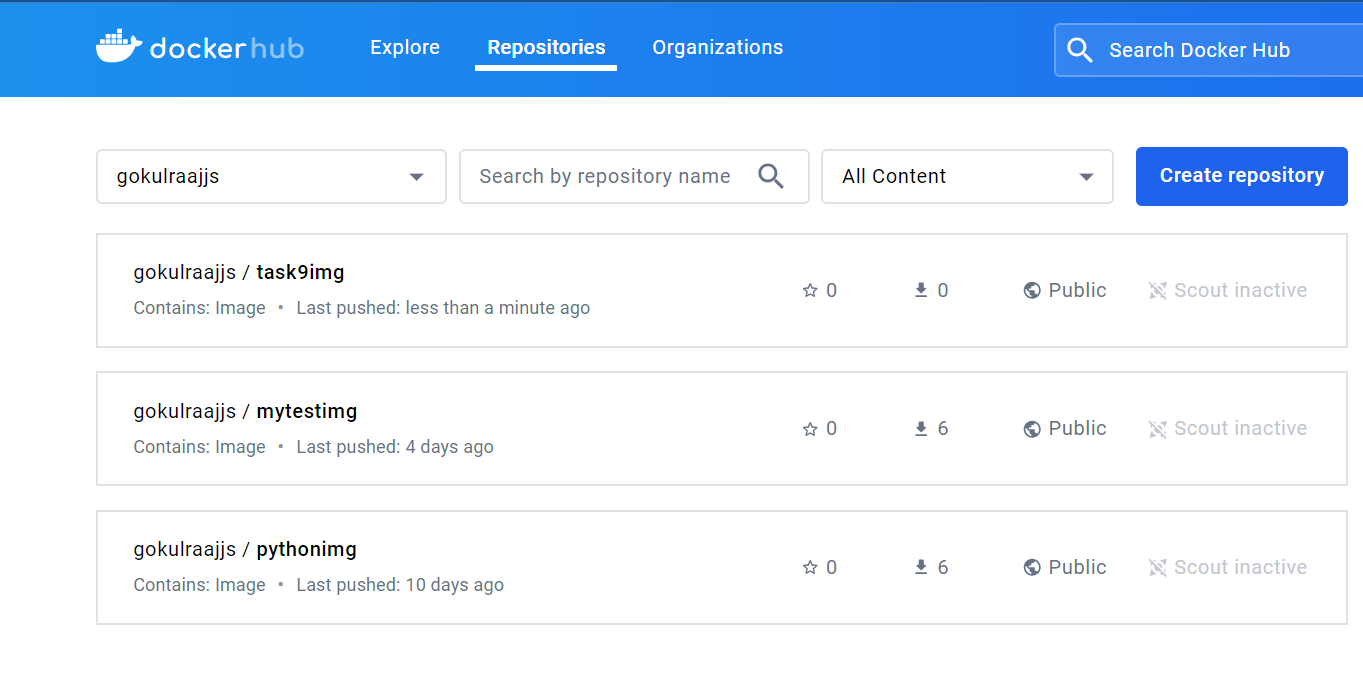 dockerhub Explore Repositories Organizations Search Docker Hub
gokulraajjs Search by repository name All Content Create repository
gokulraajjs / task9img
Contains: Image • Last pushed: less than a minute ago
0 0 Public Scout inactive
gokulraajjs / mytestimg
Contains: Image • Last pushed: 4 days ago
0 6 Public Scout inactive
gokulraajjs / pythonimg
Contains: Image • Last pushed: 10 days ago
0 6 Public Scout inactive